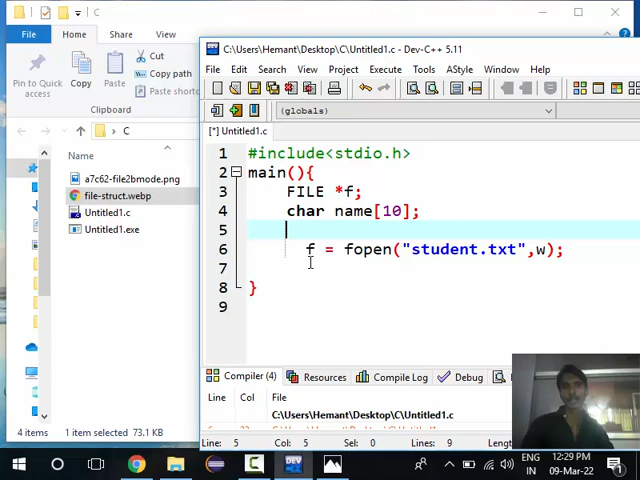 File
Home
Share
View
Pin to Quick
access
Copy
Cut
Copy path
Paste shortc
Clipboard
C
Name
a7c62-file2bmode.png
file-struct.webp
Untitled1.c
Untitled1.exe
4 items
1 item selected 73.1 KB
C:\Users\Hemant\Desktop\C\Untitled1.c - Dev-C++ 5.11
File Edit Search View Project Execute Tools AStyle Window Help
(globals)
[*] Untitled1.c
1 #include<stdio.h>
2 main(){
3 FILE *f;
4 char name[10];
5
6 f = fopen("student.txt",w);
7
8 }
9
Compiler (4) Resources Compile Log Debug
Line Col File
C:\Users\Hemant\Desktop\C\Untitled1.c
Line: 5 Col: 5 Sel: 0 Lines: 9 Length:
DEV
ENG
IN
12:29 PM
09-Mar-22
1